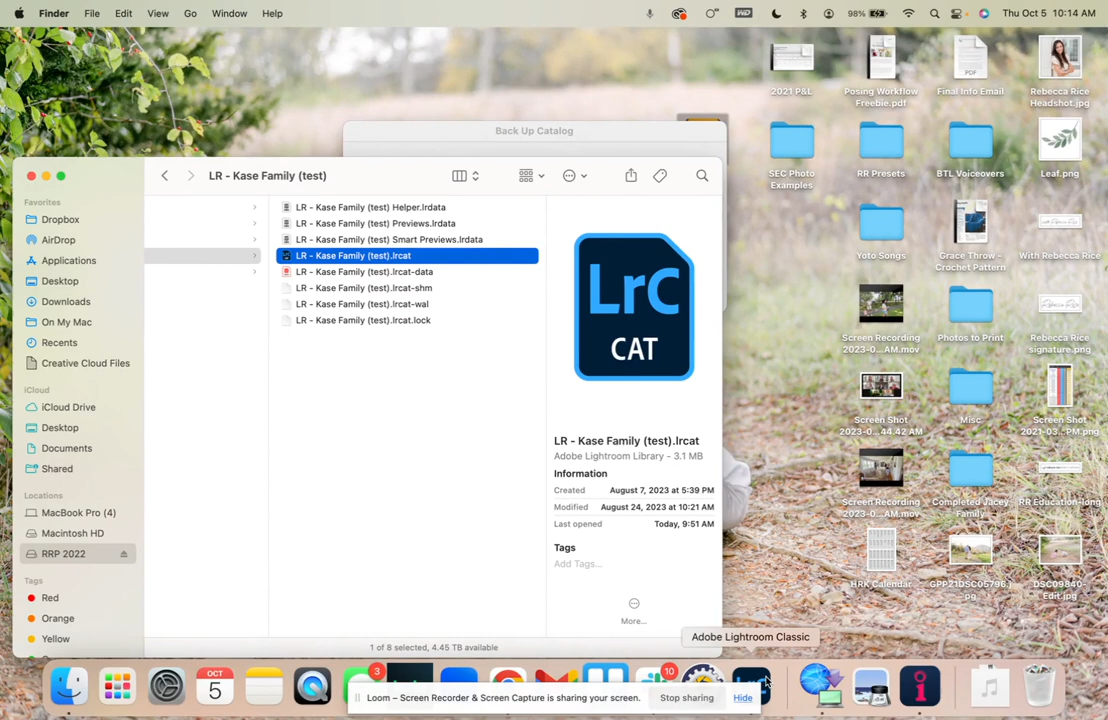 Finder File Edit View Go Window Help
WD
98%
Thu Oct 5 10:14 AM
Back Up Catalog
LR - Kase Family (test)
Favorites
Dropbox
AirDrop
Applications
Desktop
Downloads
On My Mac
Recents
Creative Cloud Files
iCloud
iCloud Drive
Desktop
Documents
Shared
Locations
MacBook Pro (4)
Macintosh HD
RRP 2022
Tags
Red
Orange
Yellow
LR - Kase Family (test) Helper.lrdata
LR - Kase Family (test) Previews.lrdata
LR - Kase Family (test) Smart Previews.lrdata
LR - Kase Family (test).lrcat
LR - Kase Family (test).lrcat-data
LR - Kase Family (test).lrcat-shm
LR - Kase Family (test).lrcat-wal
LR - Kase Family (test).lrcat.lock
LrC
CAT
LR - Kase Family (test).lrcat
Adobe Lightroom Library - 3.1 MB
Information
Created August 7, 2023 at 5:39 PM
Modified August 24, 2023 at 10:21 AM
Last opened Today, 9:51 AM
Tags
Add Tags...
More...
1 of 8 selected, 4.45 TB available
2021 P&L
Posing Workflow
Freebie.pdf
PDF
Final Info Email
Rebecca Rice
Headshot.jpg
SEC Photo
Examples
RR Presets
BTL Voiceovers
Leaf.png
Yoto Songs
Grace Throw -
Crochet Pattern
With Rebecca Rice
Screen Recording
2023-0...AM.mov
Photos to Print
Rebecca Rice
signature.png
Screen Shot
2023-0...44.42 AM
Misc
Screen Shot
2021-03...PM.png
Screen Recording
2023-0...AM.mov
Completed Jacey
Family
RR Education-long
HRK Calendar
DSC09840-
Edit.jpg
Adobe Lightroom Classic
OCT
5
3
10
Loom – Screen Recorder & Screen Capture is sharing your screen.
Stop sharing
Hide